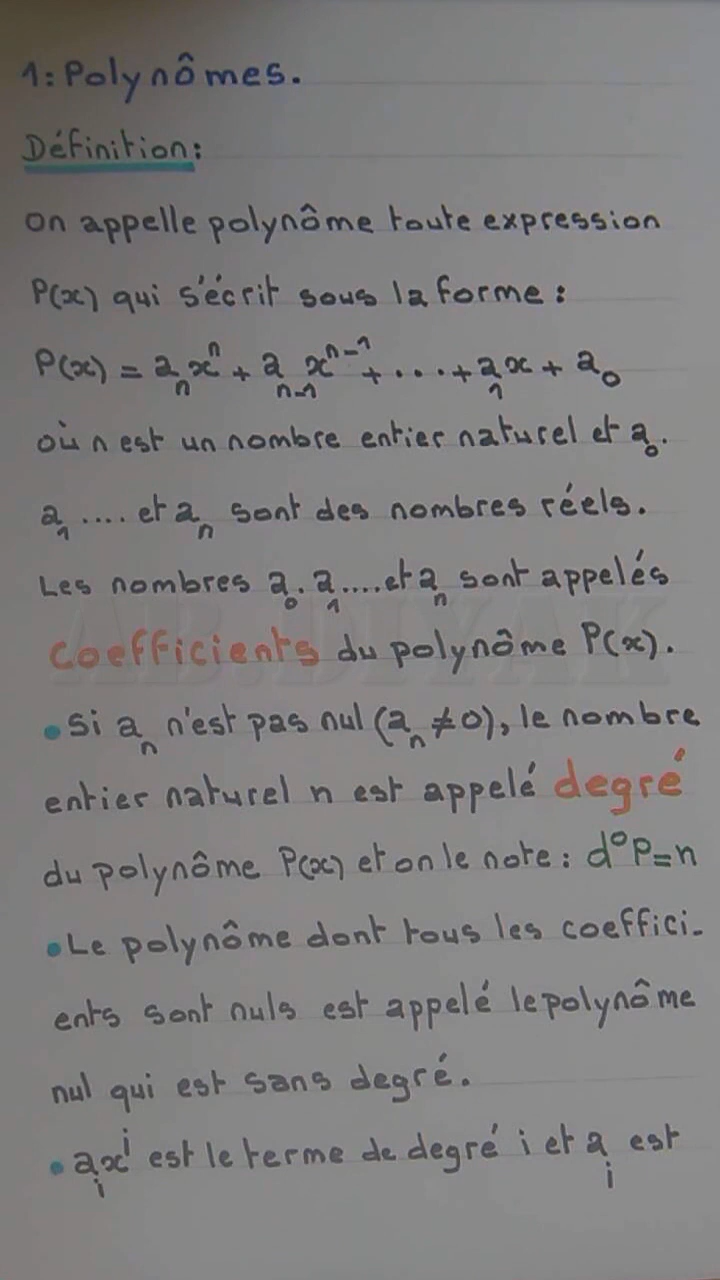 1: Polynômes.
Définition:
On appelle polynôme toute expression
P(x) qui s'écrit sous la forme :
P(x) = aₙxⁿ + aₙ₋₁xⁿ⁻¹ + .... + a₁x + a₀
où n est un nombre entier naturel et a₀.
a₁ .... et aₙ sont des nombres réels.
Les nombres a₀. a₁ .... et aₙ sont appelés
AB.DIYAK
coefficients du polynôme P(x).
• Si aₙ n'est pas nul (aₙ ≠ 0), le nombre
entier naturel n est appelé degré
du polynôme P(x) et on le note : d°P = n
• Le polynôme dont tous les coeffici-
ents sont nuls est appelé le polynôme
nul qui est sans degré.
• aᵢxⁱ est le terme de degré i et aᵢ est